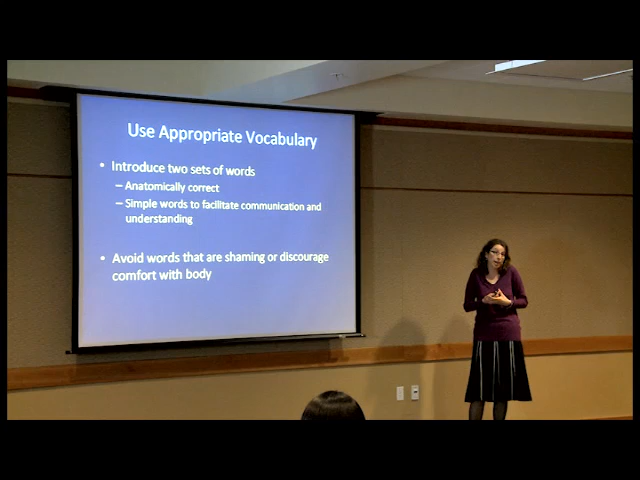 Use Appropriate Vocabulary
• Introduce two sets of words
– Anatomically correct
– Simple words to facilitate communication and
understanding
• Avoid words that are shaming or discourage
comfort with body